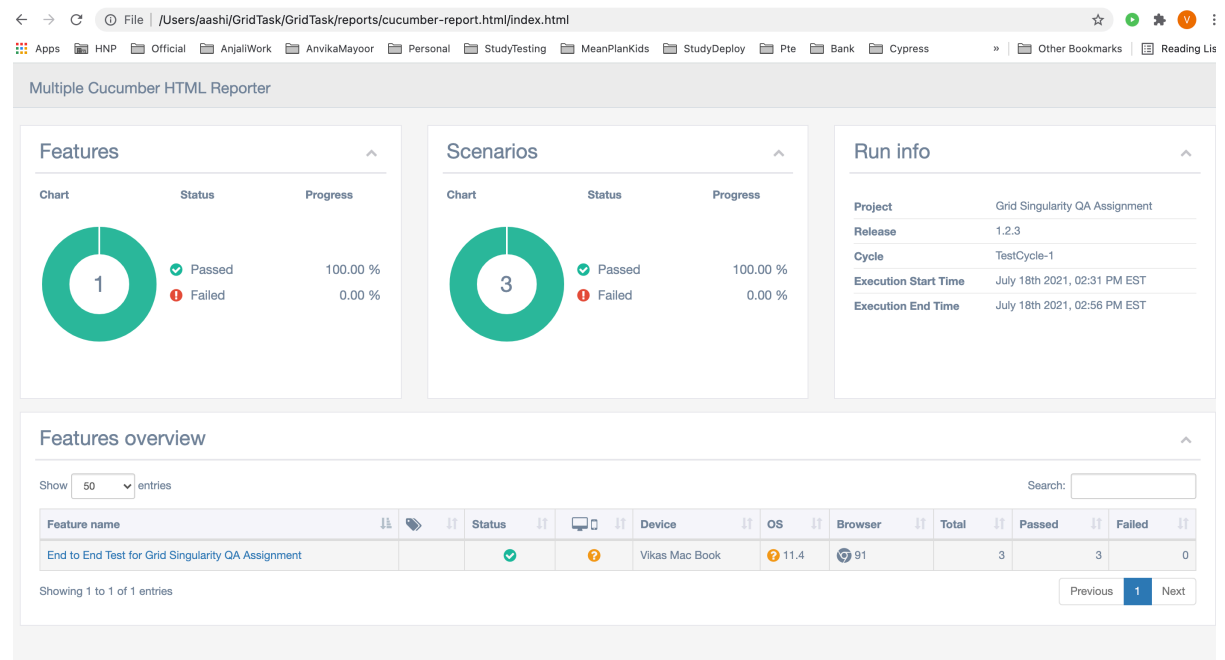 File /Users/aashi/GridTask/GridTask/reports/cucumber-report.html/index.html V
Apps HNP Official AnjaliWork AnvikaMayoor Personal StudyTesting MeanPlanKids StudyDeploy Pte Bank Cypress » Other Bookmarks Reading Lis
Multiple Cucumber HTML Reporter
Features
Chart Status Progress
1
Passed 100.00 %
Failed 0.00 %
Scenarios
Chart Status Progress
3
Passed 100.00 %
Failed 0.00 %
Run info
Project Grid Singularity QA Assignment
Release 1.2.3
Cycle TestCycle-1
Execution Start Time July 18th 2021, 02:31 PM EST
Execution End Time July 18th 2021, 02:56 PM EST
Features overview
Show 50 entries Search:
Feature name Status Device OS Browser Total Passed Failed
End to End Test for Grid Singularity QA Assignment Vikas Mac Book 11.4 91 3 3 0
Showing 1 to 1 of 1 entries Previous 1 Next